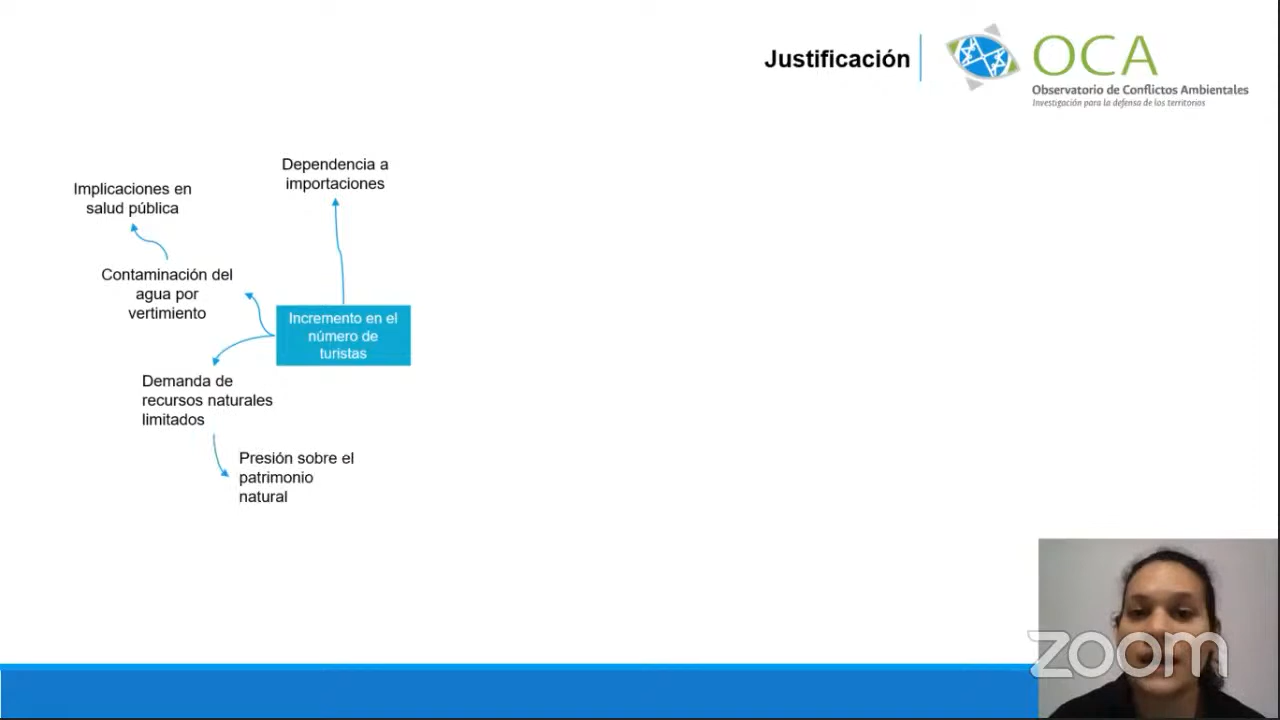 Justificación
OCA
Observatorio de Conflictos Ambientales
Investigación para la defensa de los territorios
Dependencia a
importaciones
Implicaciones en
salud pública
Contaminación del
agua por
vertimiento
Incremento en el
número de
turistas
Demanda de
recursos naturales
limitados
Presión sobre el
patrimonio
natural
zoom